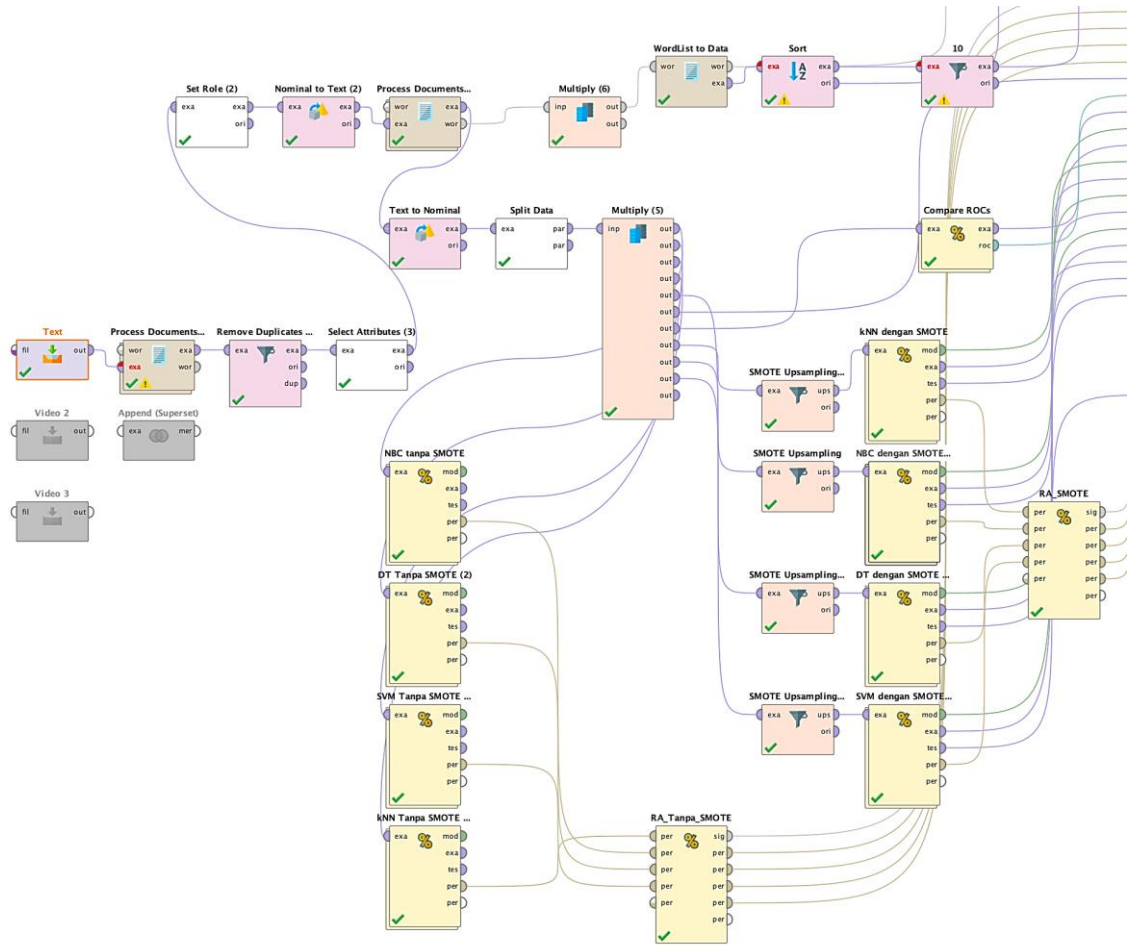 WordList to Data
Sort
10
wor
wor
exa
exa
exa
ori
exa
exa
ori
Set Role (2)
Nominal to Text (2)
Process Documents...
Multiply (6)
exa
exa
ori
exa
exa
ori
wor
exa
exa
wor
inp
out
out
Text to Nominal
Split Data
Multiply (5)
Compare ROCs
exa
exa
ori
exa
par
par
inp
out
out
out
out
out
out
out
out
out
out
out
exa
exa
roc
Text
Process Documents...
Remove Duplicates ...
Select Attributes (3)
fil
out
wor
exa
exa
wor
exa
exa
ori
dup
exa
exa
ori
Video 2
Append (Superset)
fil
out
exa
mer
Video 3
fil
out
kNN dengan SMOTE
exa
mod
exa
tes
per
per
SMOTE Upsampling...
exa
ups
ori
NBC tanpa SMOTE
exa
mod
exa
tes
per
per
SMOTE Upsampling
exa
ups
ori
NBC dengan SMOTE...
exa
mod
exa
tes
per
per
RA_SMOTE
per
sig
per
per
per
per
per
per
per
per
per
DT Tanpa SMOTE (2)
exa
mod
exa
tes
per
per
SMOTE Upsampling...
exa
ups
ori
DT dengan SMOTE ...
exa
mod
exa
tes
per
per
SVM Tanpa SMOTE ...
exa
mod
exa
tes
per
per
SMOTE Upsampling...
exa
ups
ori
SVM dengan SMOTE...
exa
mod
exa
tes
per
per
kNN Tanpa SMOTE ...
exa
mod
exa
tes
per
per
RA_Tanpa_SMOTE
per
sig
per
per
per
per
per
per
per
per
per